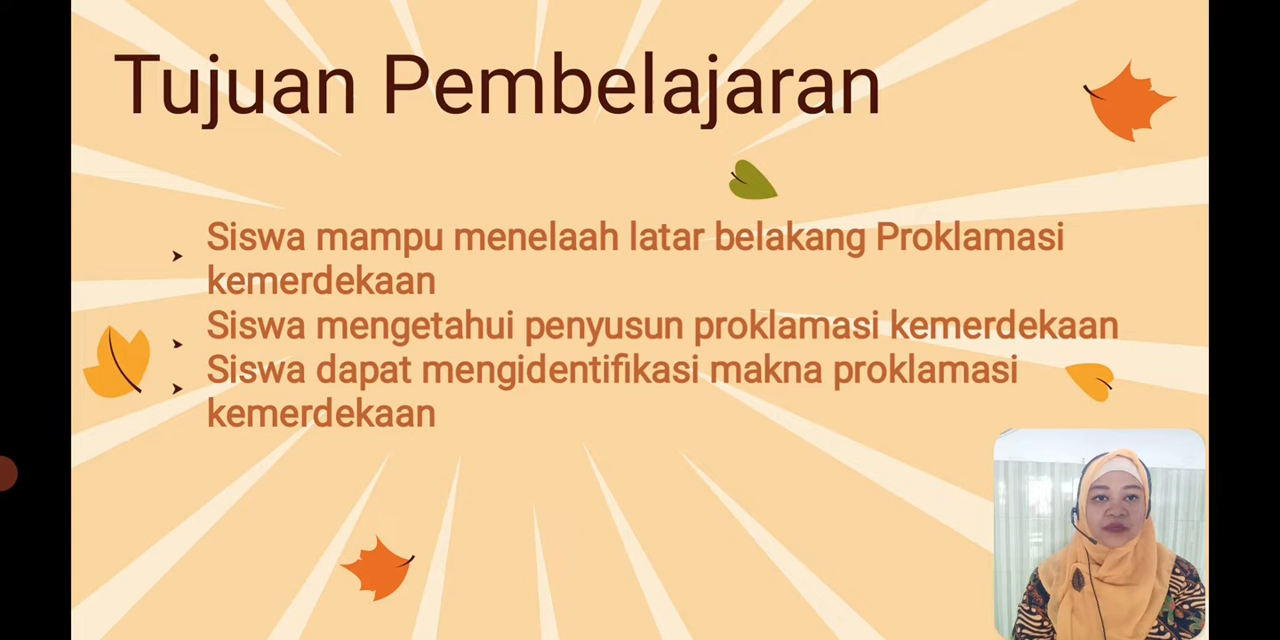 Tujuan Pembelajaran
Siswa mampu menelaah latar belakang Proklamasi
kemerdekaan
Siswa mengetahui penyusun proklamasi kemerdekaan
Siswa dapat mengidentifikasi makna proklamasi
kemerdekaan